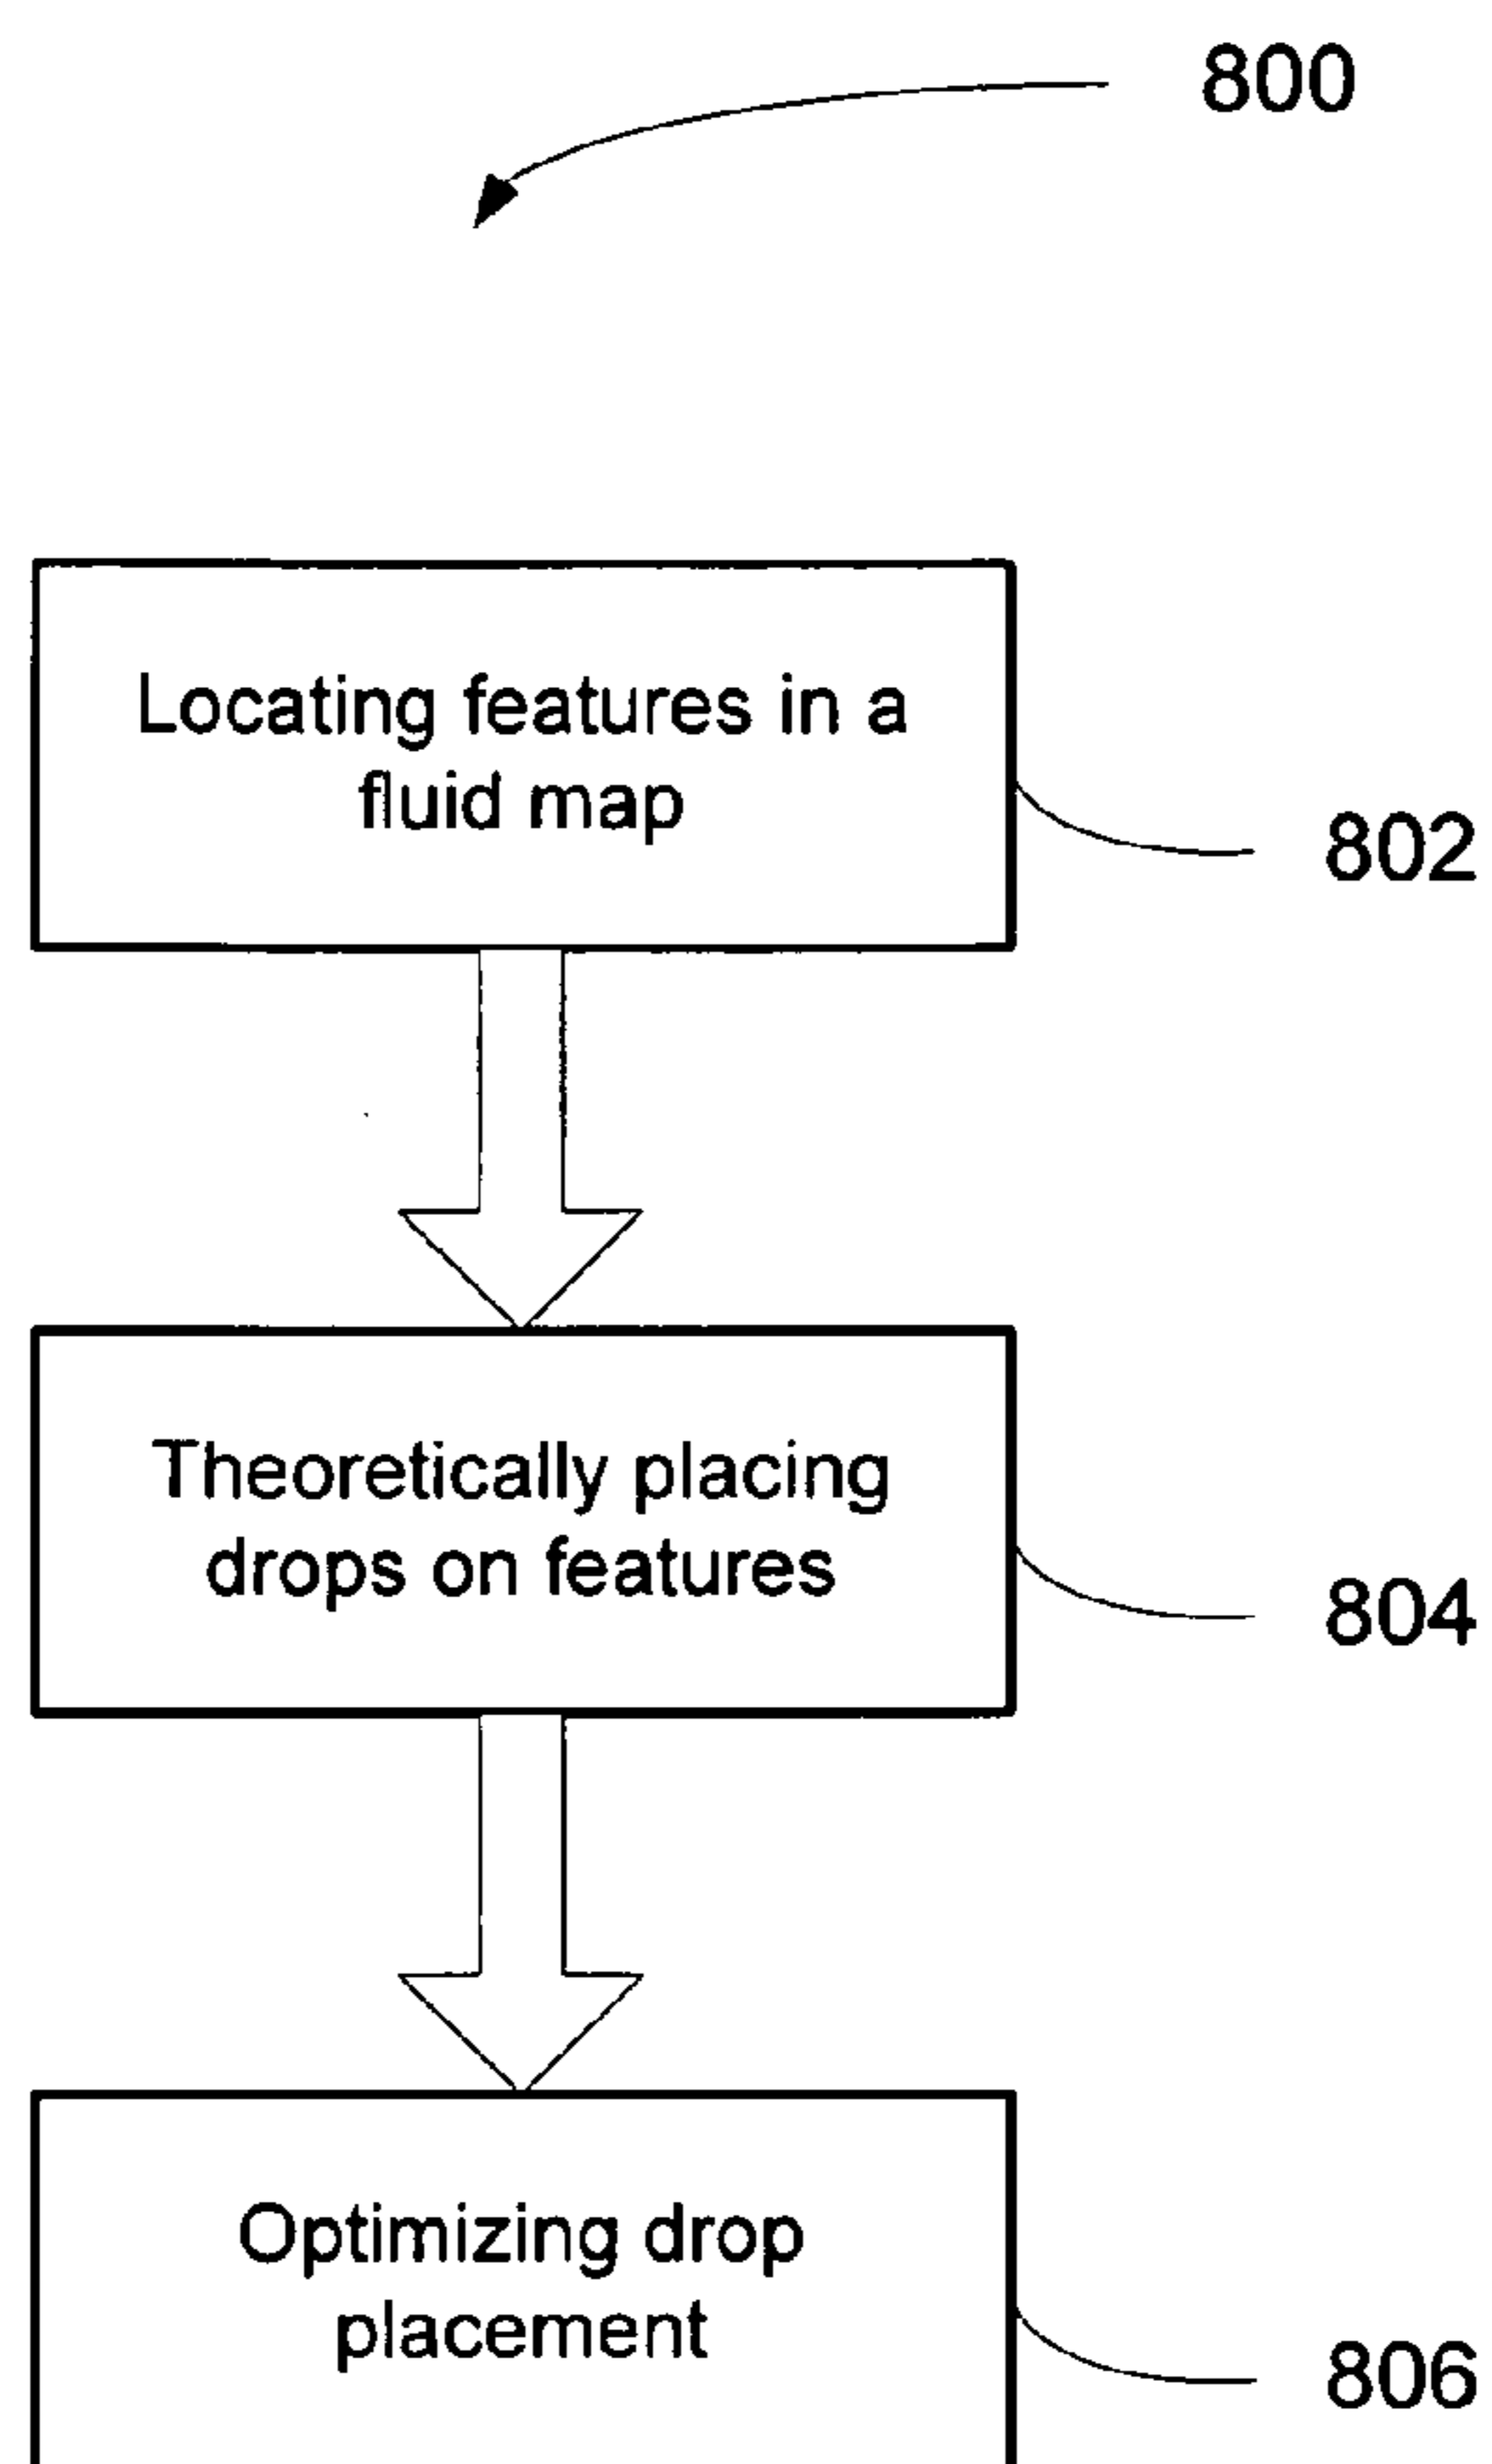 800
Locating features in a
fluid map
802
Theoretically placing
drops on features
804
Optimizing drop
placement
806